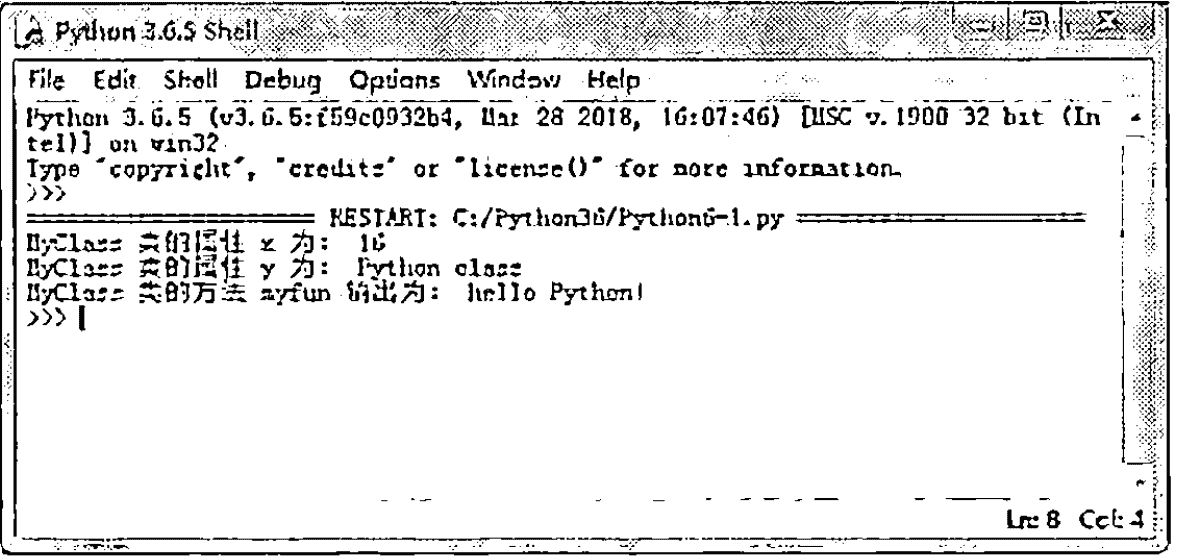 Python 3.6.5 Shell
File Edit Shell Debug Options Window Help
Python 3.6.5 (v3.6.5:f59c0932b4, Mar 28 2018, 16:07:46) [MSC v.1900 32 bit (In
tel)] on win32
Type "copyright", "credits" or "license()" for more information.
>>>
=================== RESTART: C:/Python36/Python6-1.py ===================
MyClass 类的属性 x 为: 16
MyClass 类的属性 y 为: Python class
MyClass 类的方法 myfun 输出为: hello Python!
>>>
Ln: 8 Col: 4